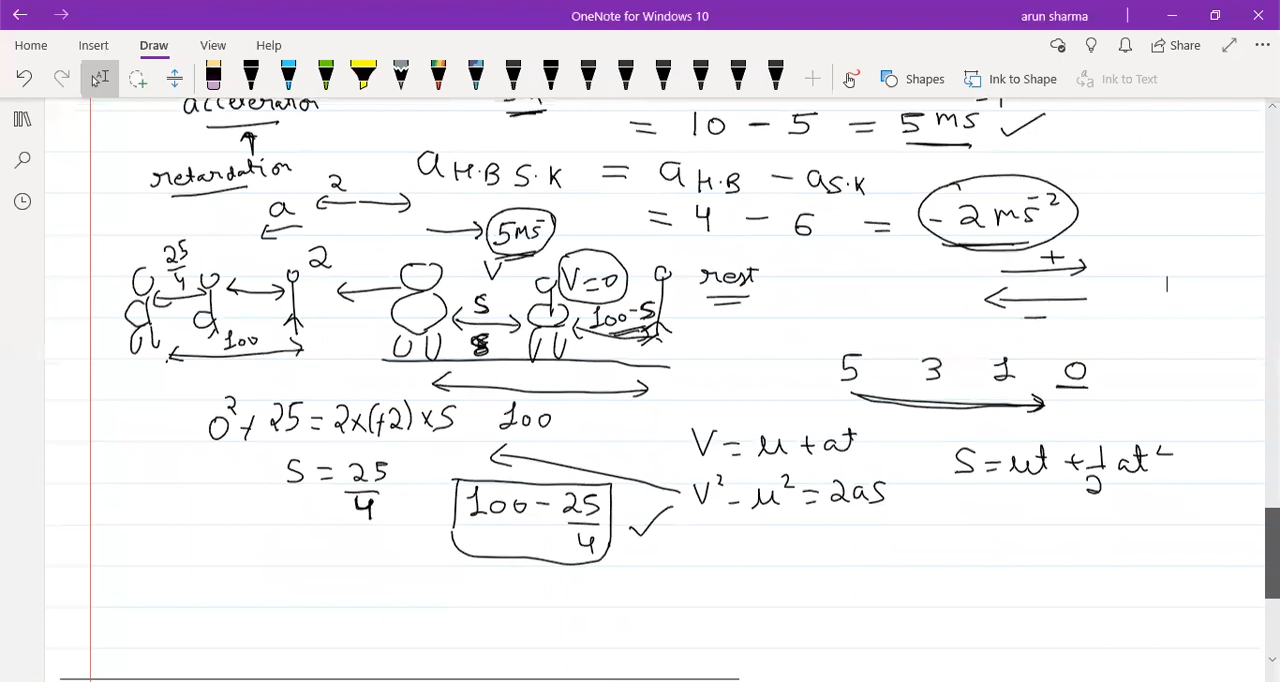 OneNote for Windows 10
arun sharma
Home Insert Draw View Help
Share
Shapes Ink to Shape Ink to Text
accelerator
retardation
= 10 - 5 = 5 ms⁻¹ ✓
a H.B S.K = a H.B - a S.K
= 4 - 6 = - 2 ms⁻²
2
a
5ms⁻
V
25/4
2
V=0
rest
S
100-S
100
+
-
5 3 1 0
0² + 25 = 2×(+2)×S
100
S = 25/4
100 - 25/4 ✓
V = u + at
V² - u² = 2as
S = ut + 1/2 at²